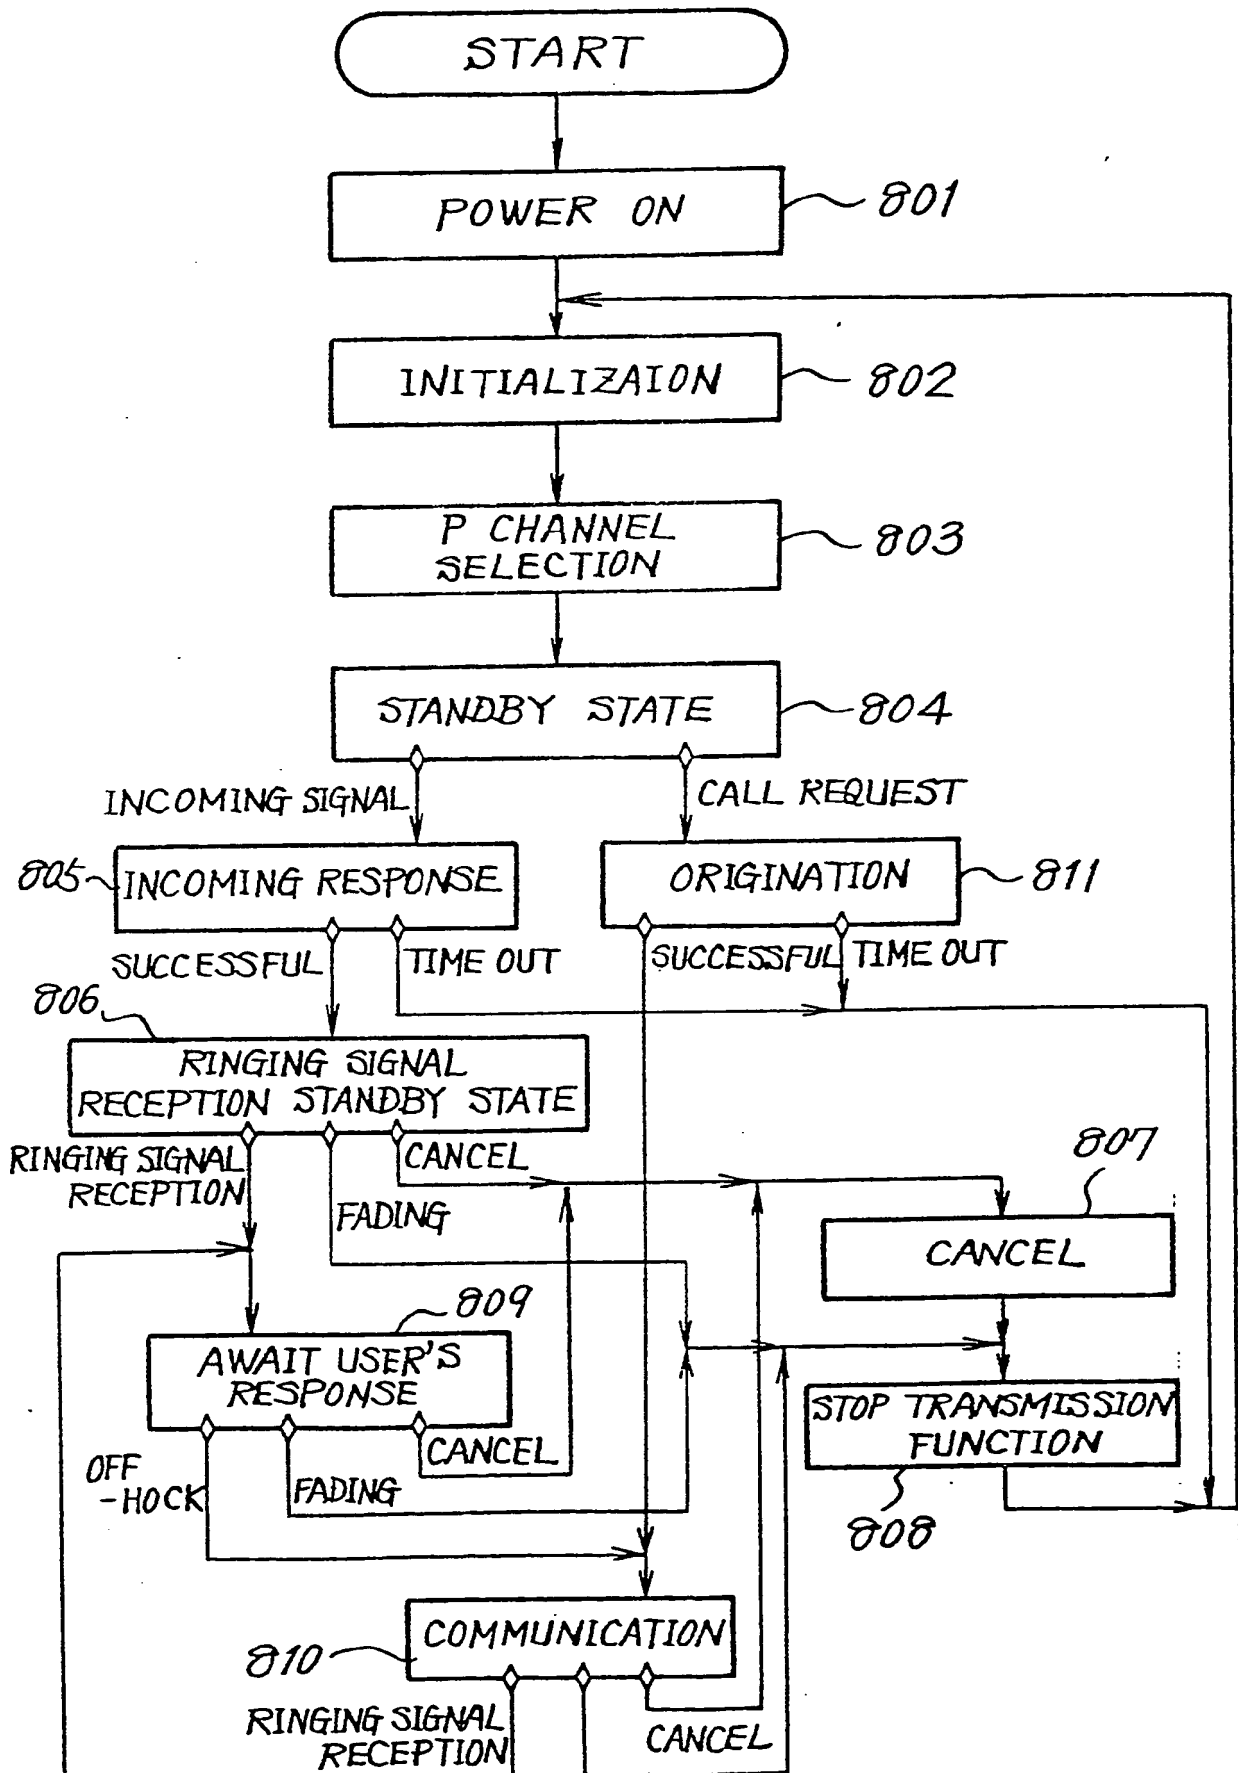 START
POWER ON
801
INITIALIZAION
802
P CHANNEL
SELECTION
803
STANDBY STATE
804
INCOMING SIGNAL
CALL REQUEST
805
INCOMING RESPONSE
ORIGINATION
811
SUCCESSFUL
TIME OUT
SUCCESSFUL
TIME OUT
806
RINGING SIGNAL
RECEPTION STANDBY STATE
RINGING SIGNAL
RECEPTION
CANCEL
FADING
807
CANCEL
809
AWAIT USER'S
RESPONSE
STOP TRANSMISSION
FUNCTION
808
OFF
-HOCK
FADING
CANCEL
COMMUNICATION
810
RINGING SIGNAL
RECEPTION
CANCEL